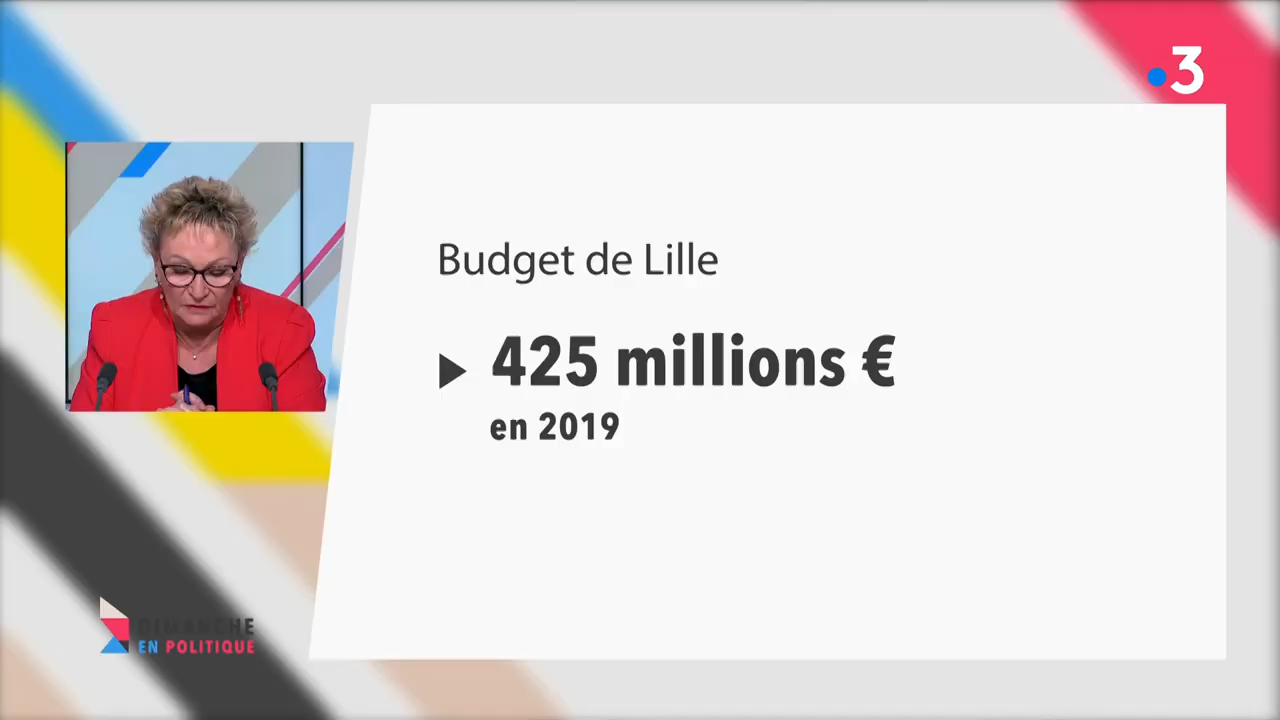 3
Budget de Lille
425 millions €
en 2019
DIMANCHE
EN POLITIQUE